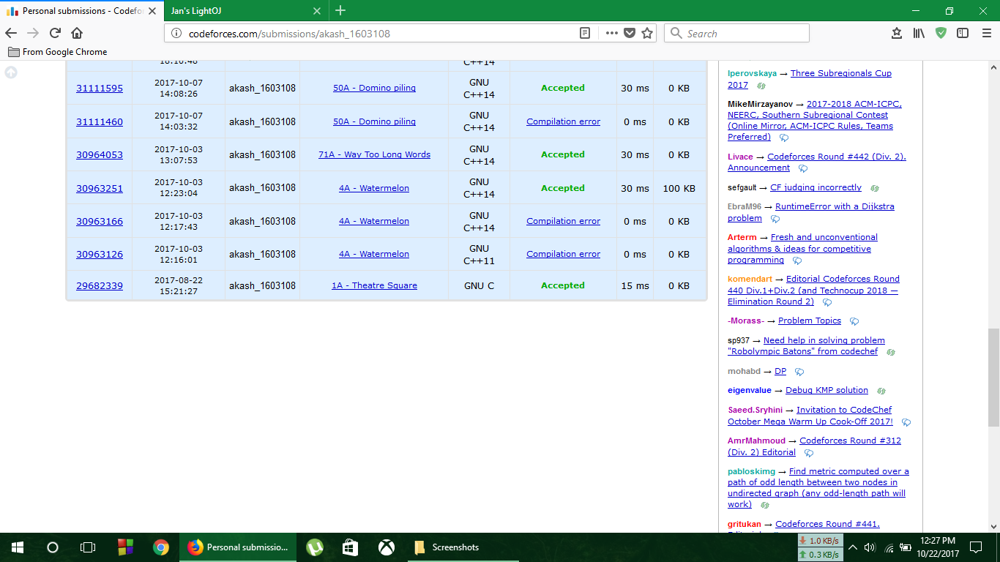 Personal submissions - Codefor
Jan's LightOJ
codeforces.com/submissions/akash_1603108
Search
From Google Chrome
18:10:48
C++14
31111595 2017-10-07 14:08:26 akash_1603108 50A - Domino piling GNU C++14 Accepted 30 ms 0 KB
31111460 2017-10-07 14:03:32 akash_1603108 50A - Domino piling GNU C++14 Compilation error 0 ms 0 KB
30964053 2017-10-03 13:07:53 akash_1603108 71A - Way Too Long Words GNU C++14 Accepted 30 ms 0 KB
30963251 2017-10-03 12:23:04 akash_1603108 4A - Watermelon GNU C++14 Accepted 30 ms 100 KB
30963166 2017-10-03 12:17:43 akash_1603108 4A - Watermelon GNU C++14 Compilation error 0 ms 0 KB
30963126 2017-10-03 12:16:01 akash_1603108 4A - Watermelon GNU C++11 Compilation error 0 ms 0 KB
29682339 2017-08-22 15:21:27 akash_1603108 1A - Theatre Square GNU C Accepted 15 ms 0 KB
Iperovskaya → Three Subregionals Cup
2017
MikeMirzayanov → 2017-2018 ACM-ICPC,
NEERC, Southern Subregional Contest
(Online Mirror, ACM-ICPC Rules, Teams
Preferred)
Livace → Codeforces Round #442 (Div. 2).
Announcement
sefgault → CF judging incorrectly
EbraM96 → RuntimeError with a Dijkstra
problem
Arterm → Fresh and unconventional
algorithms & ideas for competitive
programming
komendart → Editorial Codeforces Round
440 Div.1+Div.2 (and Technocup 2018 —
Elimination Round 2)
-Morass- → Problem Topics
sp937 → Need help in solving problem
"Robolympic Batons" from codechef
mohabd → DP
eigenvalue → Debug KMP solution
Saeed.Sryhini → Invitation to CodeChef
October Mega Warm Up Cook-Off 2017!
AmrMahmoud → Codeforces Round #312
(Div. 2) Editorial
pabloskimg → Find metric computed over a
path of odd length between two nodes in
undirected graph (any odd-length path will
work)
gritukan → Codeforces Round #441.
Personal submissio...
Screenshots
1.0 KB/s
0.3 KB/s
12:27 PM
10/22/2017